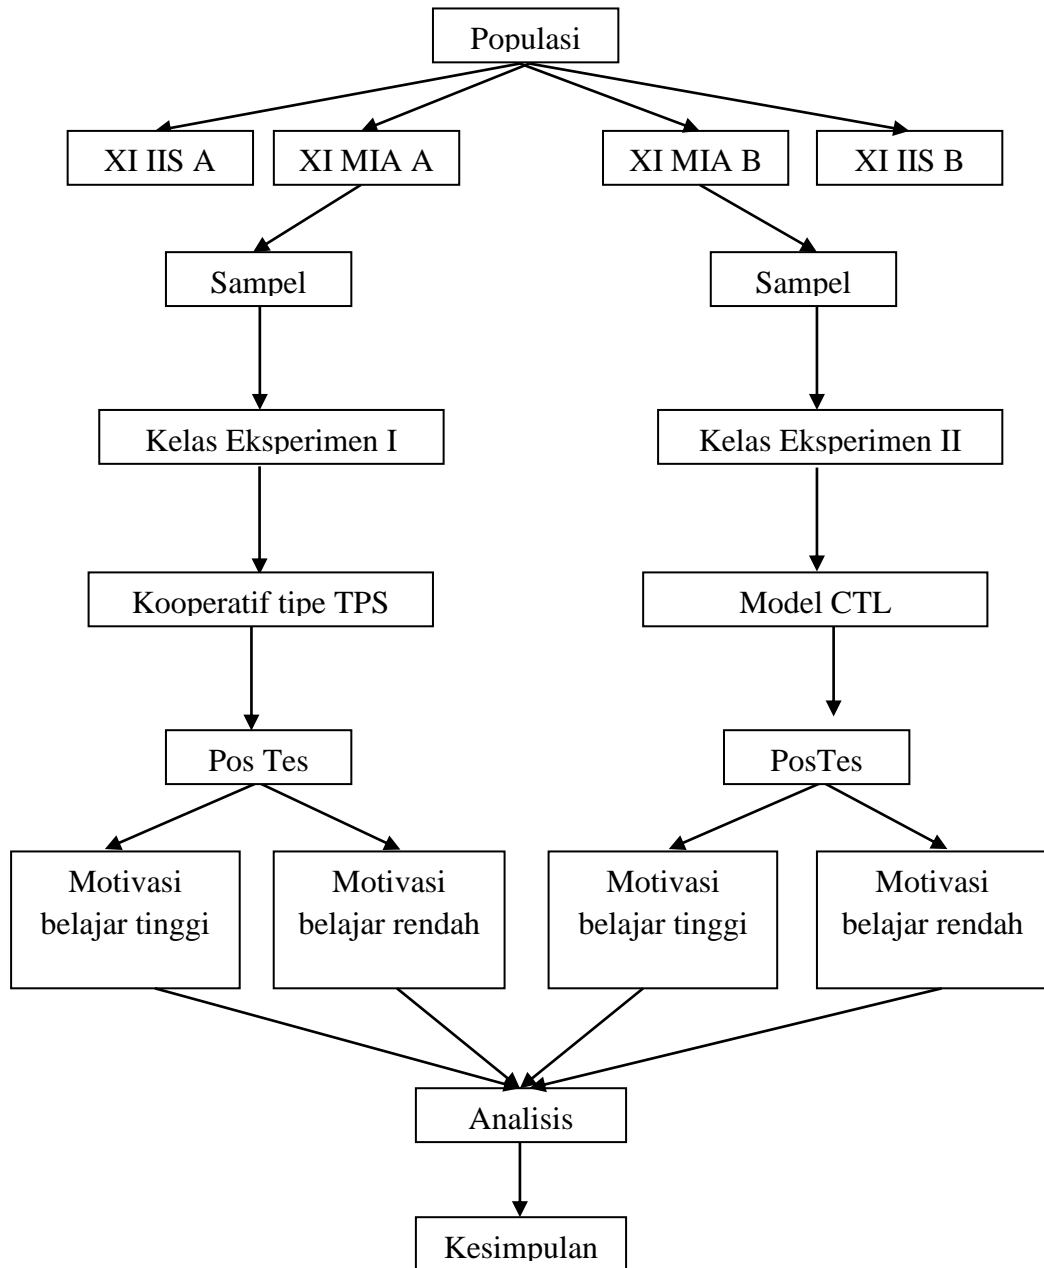 Populasi
XI IIS A
XI MIA A
XI MIA B
XI IIS B
Sampel
Sampel
Kelas Eksperimen I
Kelas Eksperimen II
Kooperatif tipe TPS
Model CTL
Pos Tes
PosTes
Motivasi
belajar tinggi
Motivasi
belajar rendah
Motivasi
belajar tinggi
Motivasi
belajar rendah
Analisis
Kesimpulan